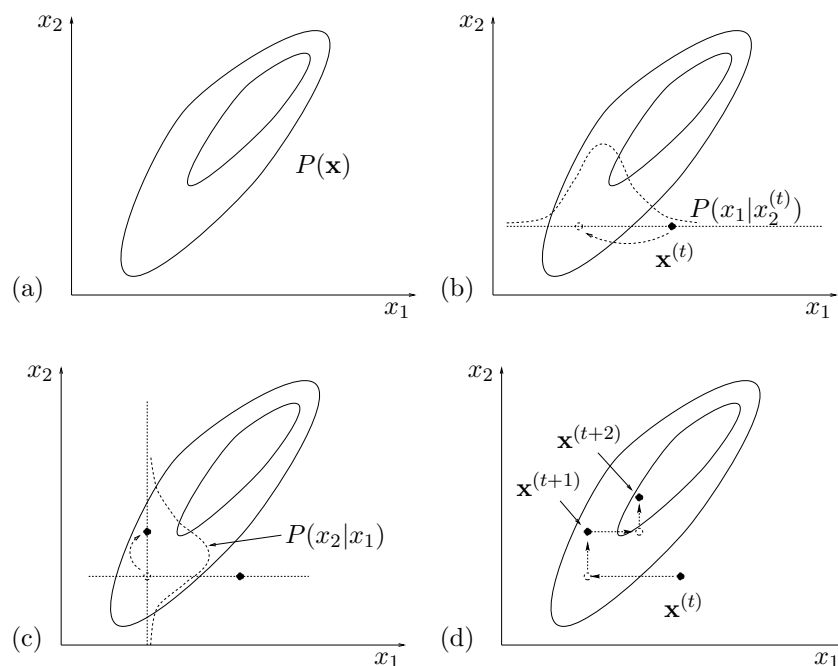 x₂
P(𝐱)
(a)
x₁
x₂
P(x₁|x₂⁽ᵗ⁾)
𝐱⁽ᵗ⁾
(b)
x₁
x₂
P(x₂|x₁)
(c)
x₁
x₂
𝐱⁽ᵗ⁺²⁾
𝐱⁽ᵗ⁺¹⁾
𝐱⁽ᵗ⁾
(d)
x₁